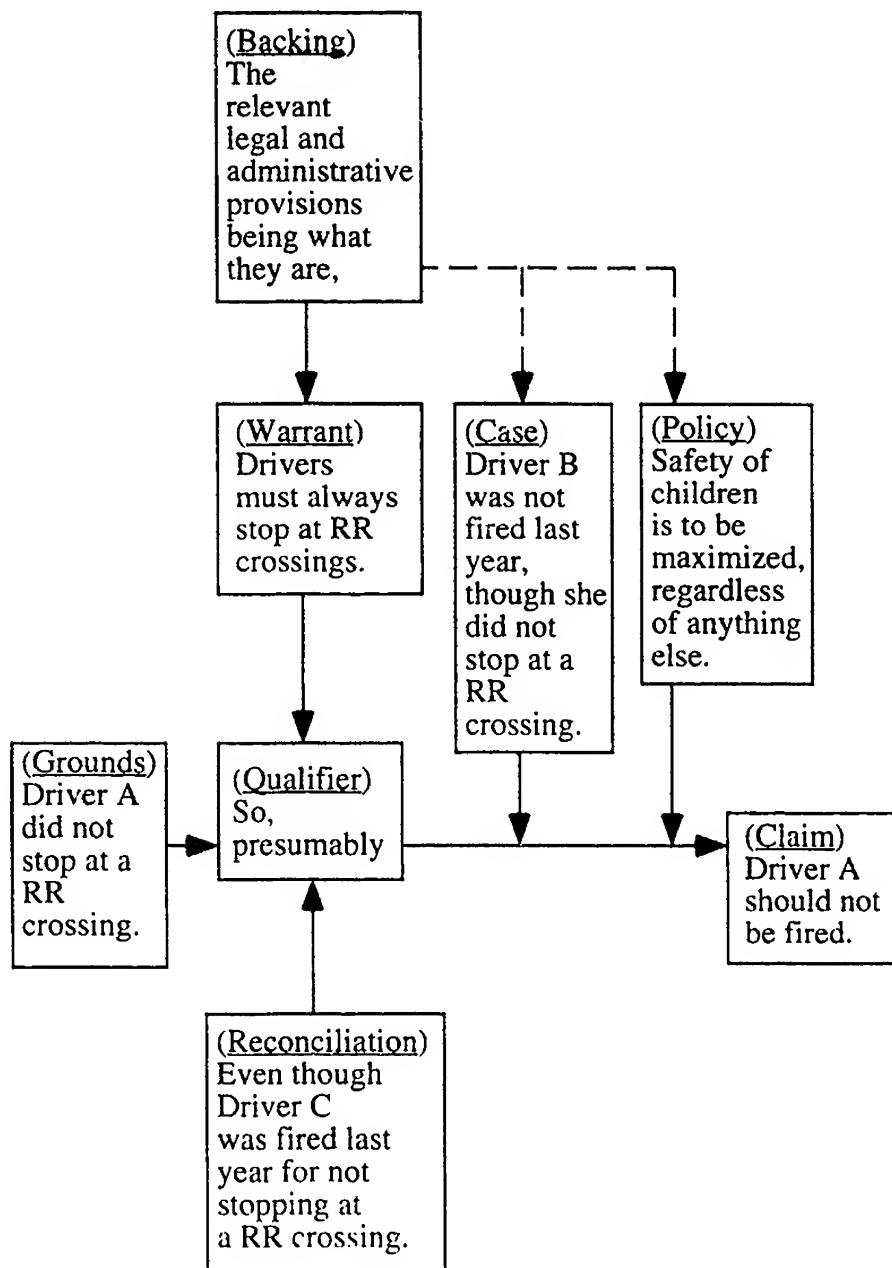 (Backing)
The
relevant
legal and
administrative
provisions
being what
they are,
(Warrant)
Drivers
must always
stop at RR
crossings.
(Case)
Driver B
was not
fired last
year,
though she
did not
stop at a
RR
crossing.
(Policy)
Safety of
children
is to be
maximized,
regardless
of anything
else.
(Grounds)
Driver A
did not
stop at a
RR
crossing.
(Qualifier)
So,
presumably
(Claim)
Driver A
should not
be fired.
(Reconciliation)
Even though
Driver C
was fired last
year for not
stopping at
a RR crossing.